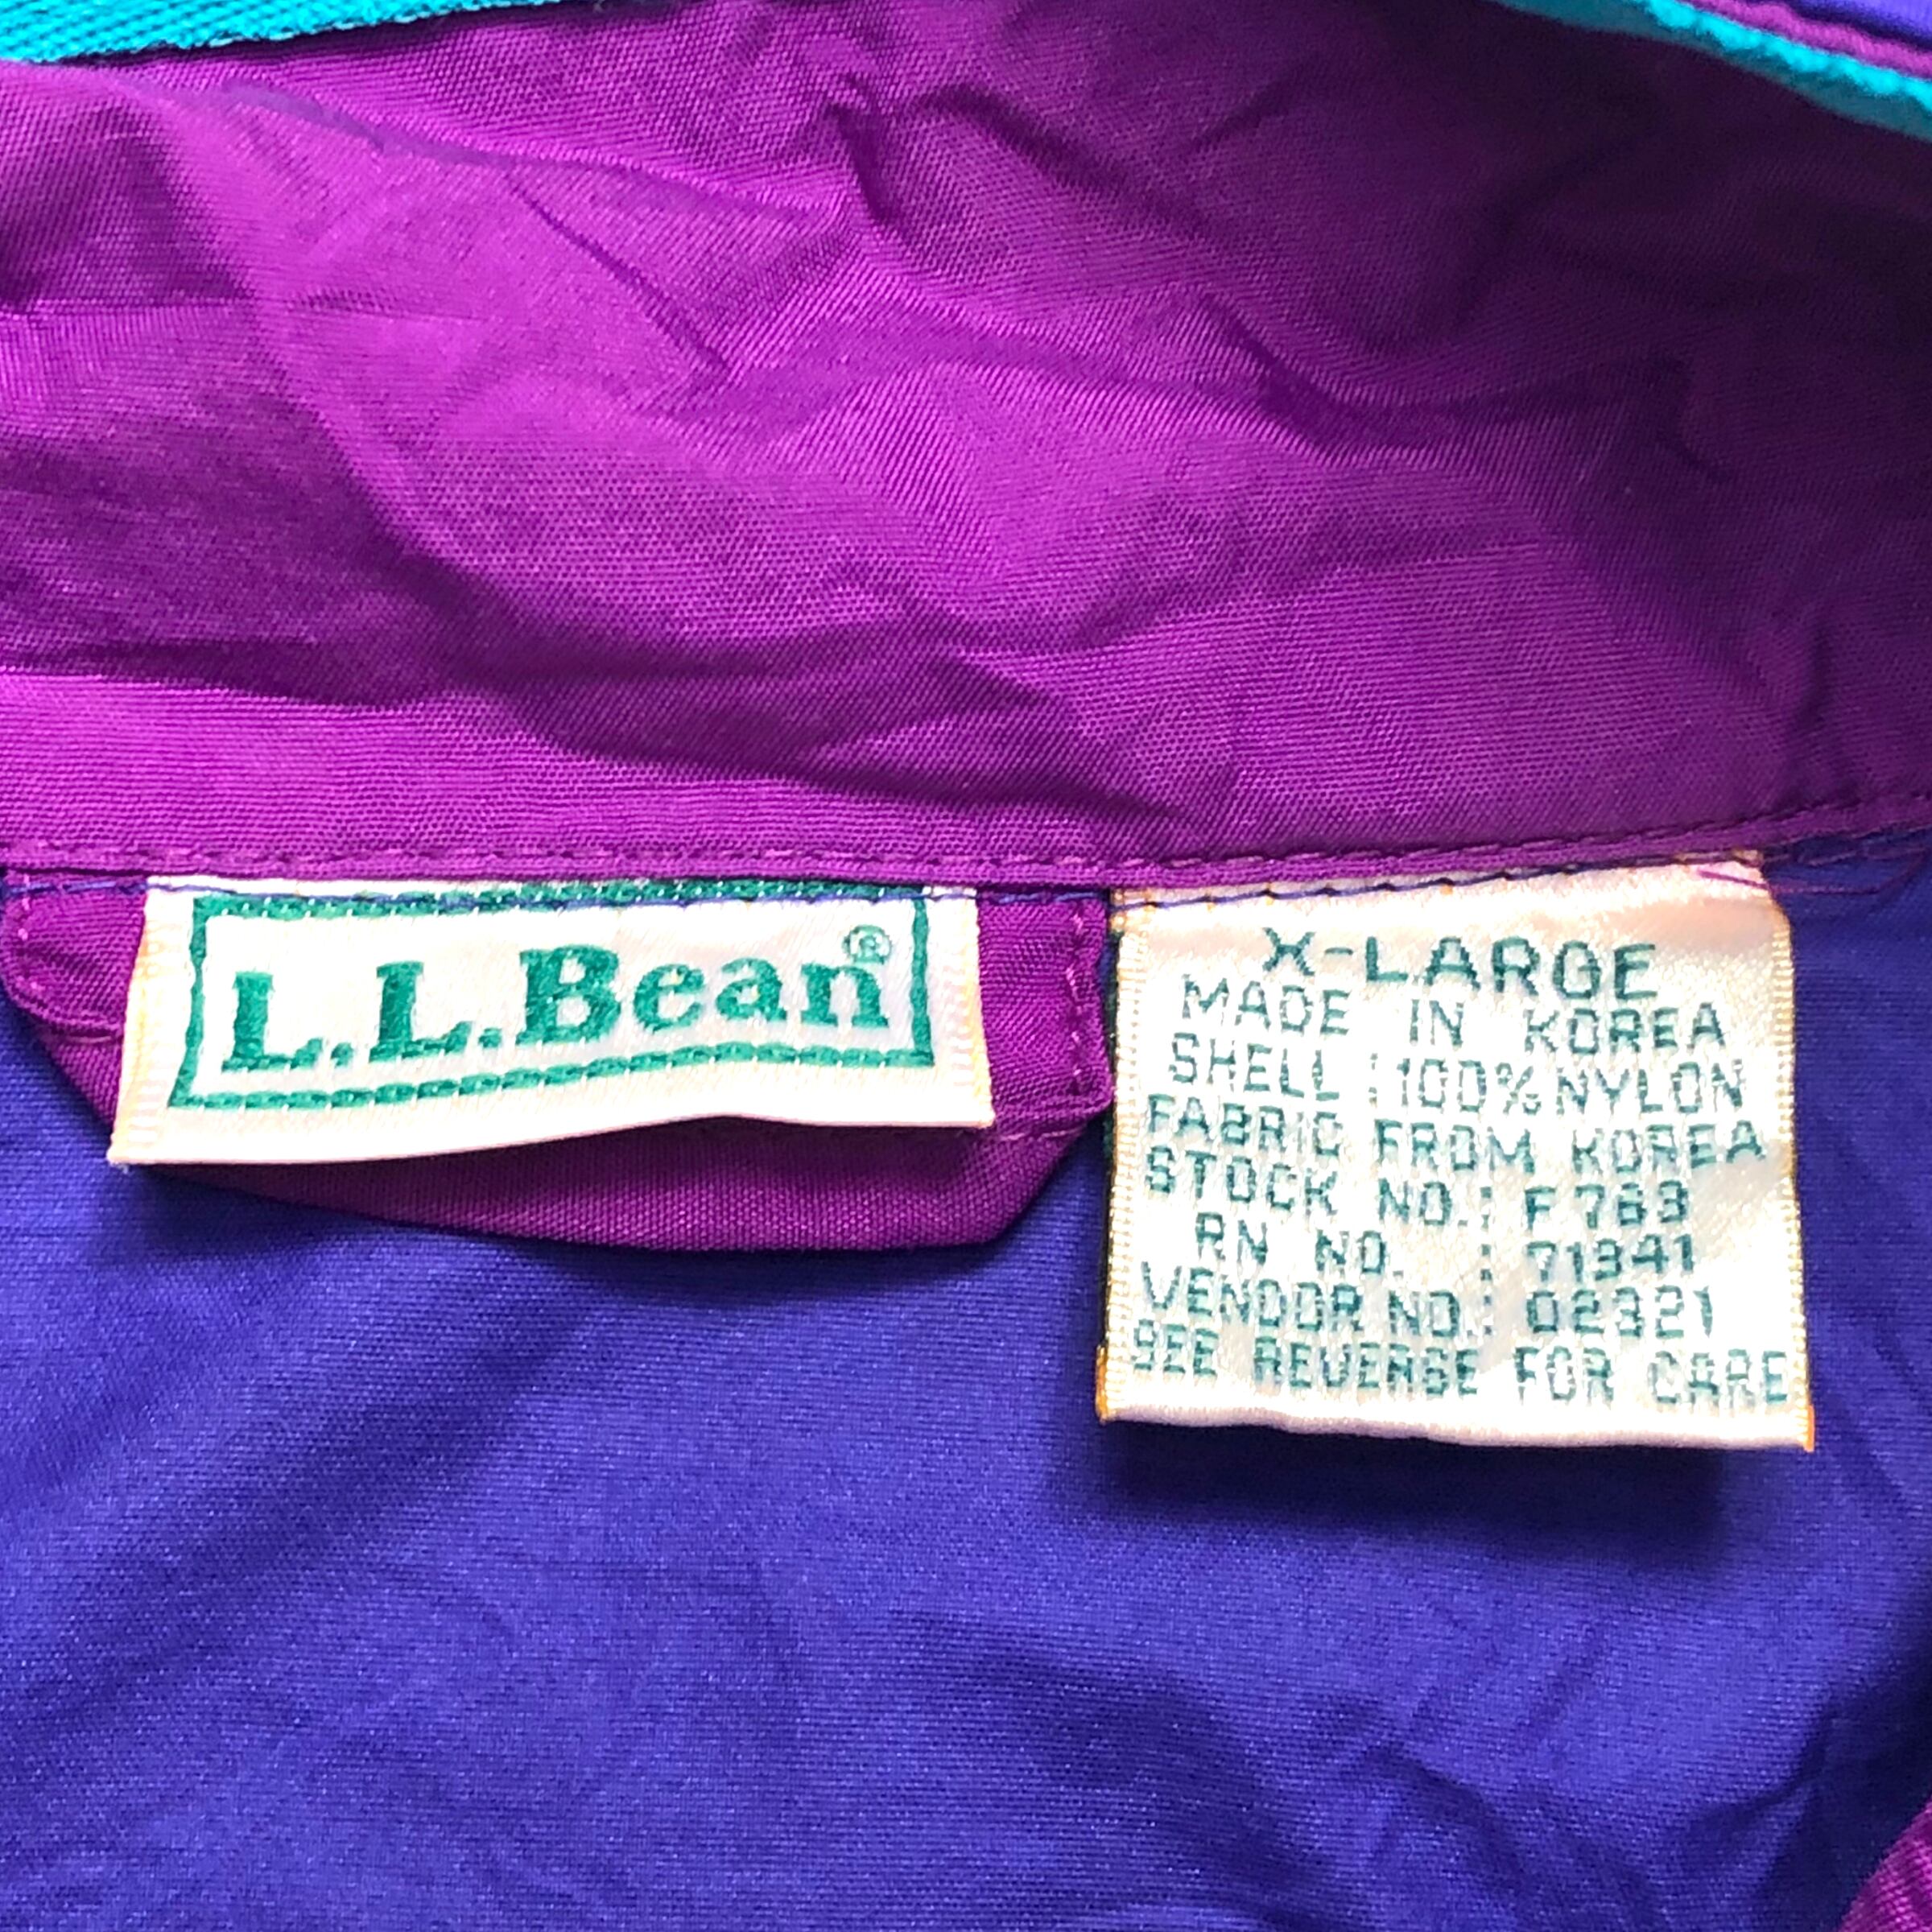 L.L.Bean®
X-LARGE
MADE IN KOREA
SHELL : 100% NYLON
FABRIC FROM KOREA
STOCK NO. : F 783
RN NO. : 71341
VENDOR NO. : 02321
SEE REVERSE FOR CARE